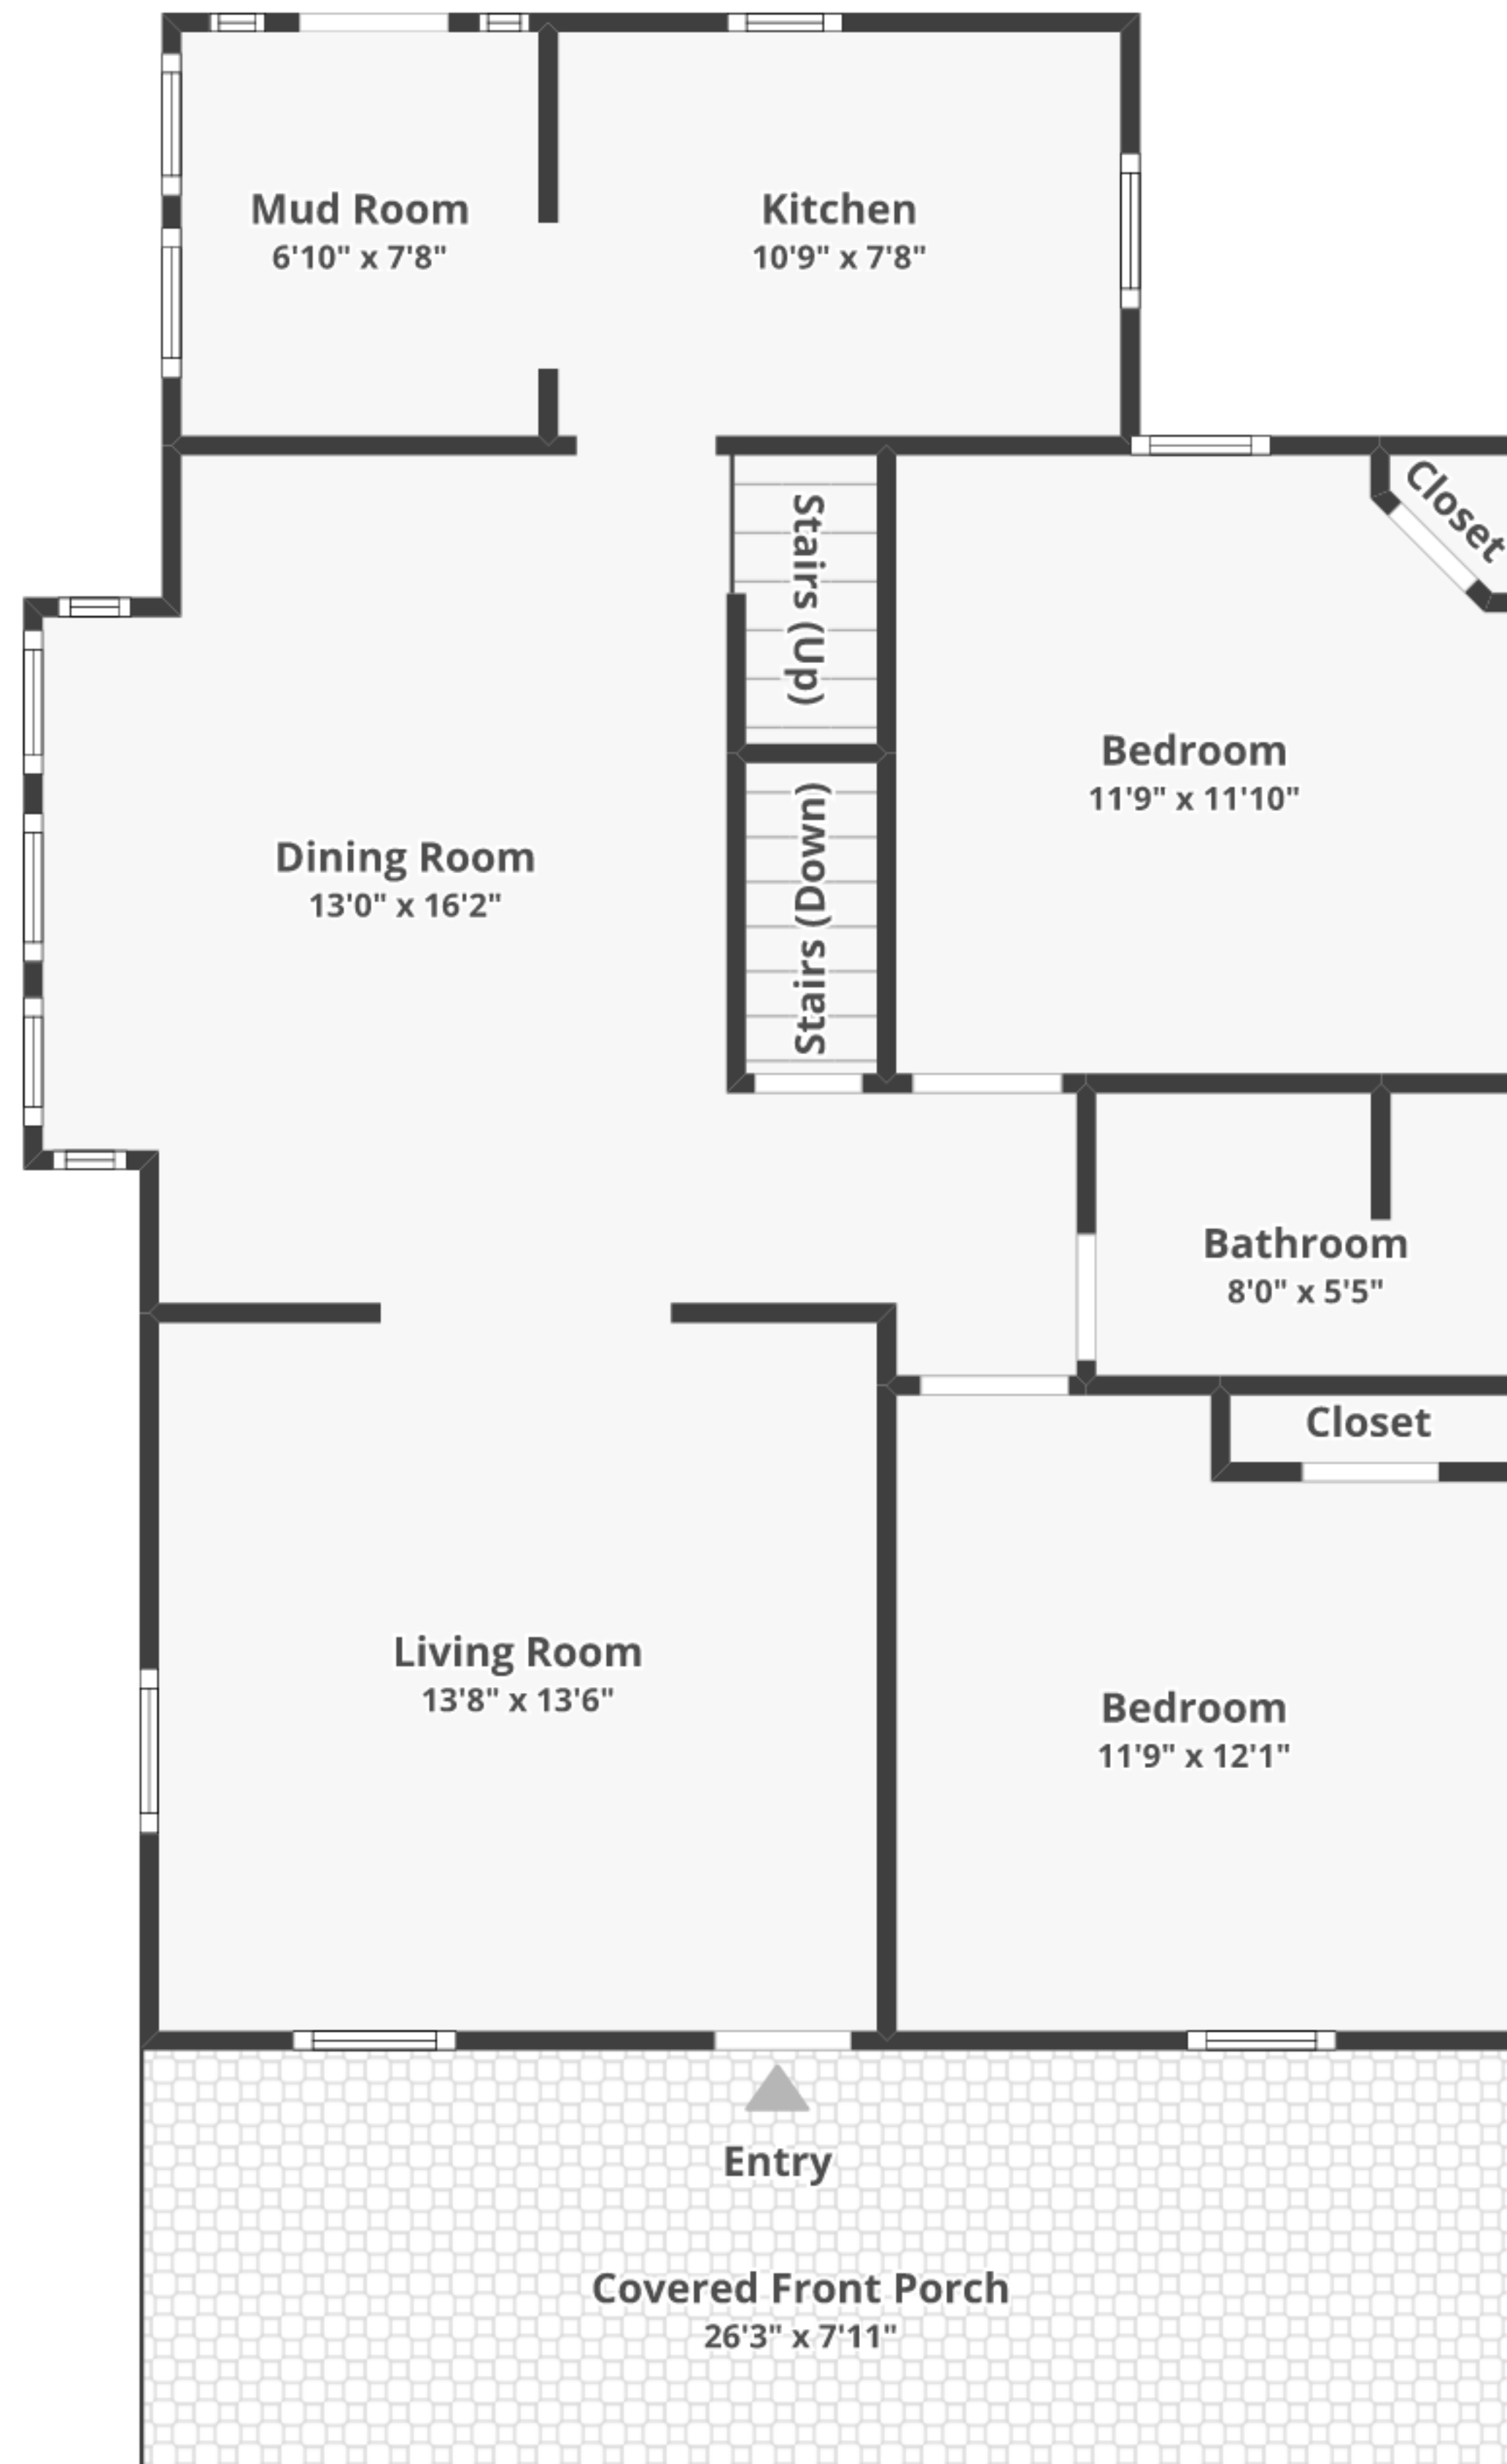 Mud Room
6'10" x 7'8"
Kitchen
10'9" x 7'8"
Closet
Stairs (Up)
Bedroom
11'9" x 11'10"
Dining Room
13'0" x 16'2"
Stairs (Down)
Bathroom
8'0" x 5'5"
Closet
Living Room
13'8" x 13'6"
Bedroom
11'9" x 12'1"
Entry
Covered Front Porch
26'3" x 7'11"